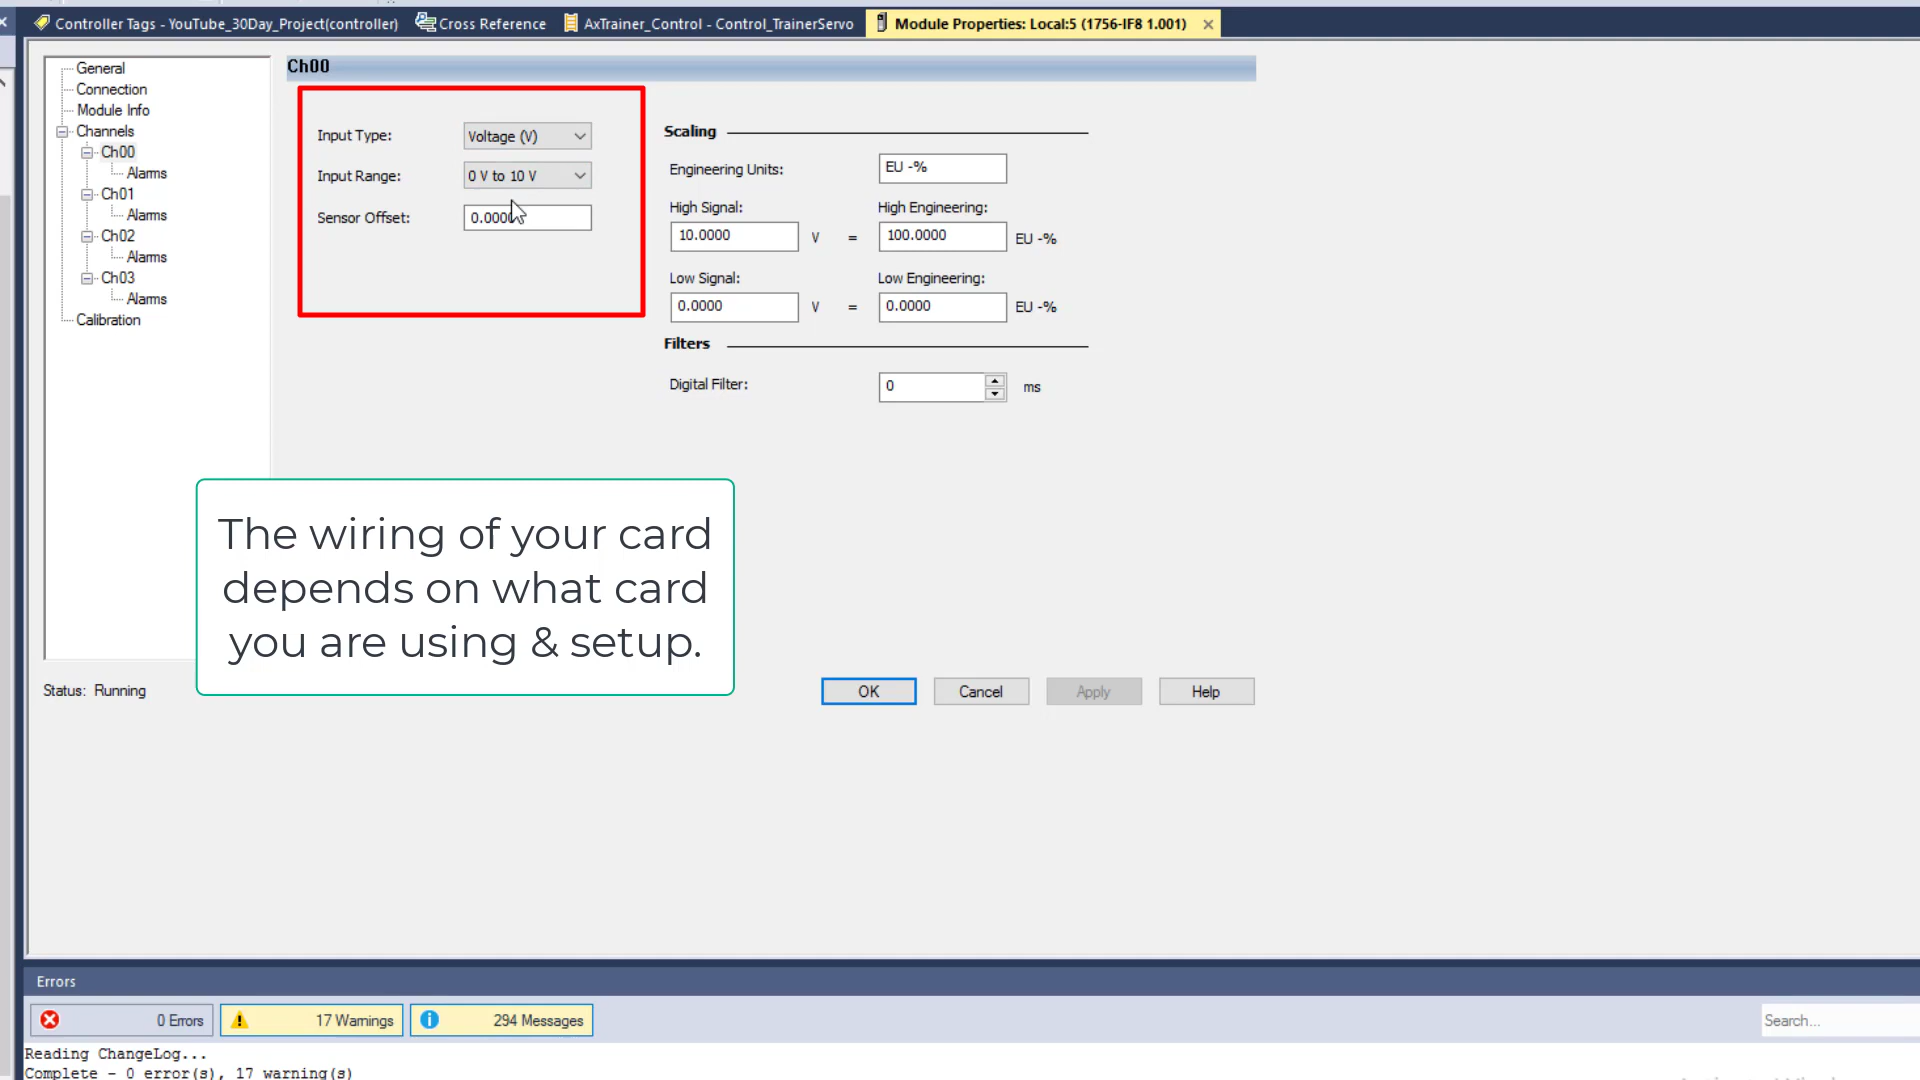 Controller Tags - YouTube_30Day_Project(controller) Cross Reference AxTrainer_Control - Control_TrainerServo Module Properties: Local:5 (1756-IF8 1.001)
General
Connection
Module Info
Channels
Ch00
Alarms
Ch01
Alarms
Ch02
Alarms
Ch03
Alarms
Calibration
Ch00
Input Type: Voltage (V)
Input Range: 0 V to 10 V
Sensor Offset: 0.0000
Scaling
Engineering Units: EU -%
High Signal: High Engineering:
10.0000 V = 100.0000 EU -%
Low Signal: Low Engineering:
0.0000 V = 0.0000 EU -%
Filters
Digital Filter: 0 ms
The wiring of your card
depends on what card
you are using & setup.
Status: Running
OK Cancel Apply Help
Errors
0 Errors 17 Warnings 294 Messages
Search...
Reading ChangeLog...
Complete - 0 error(s), 17 warning(s)